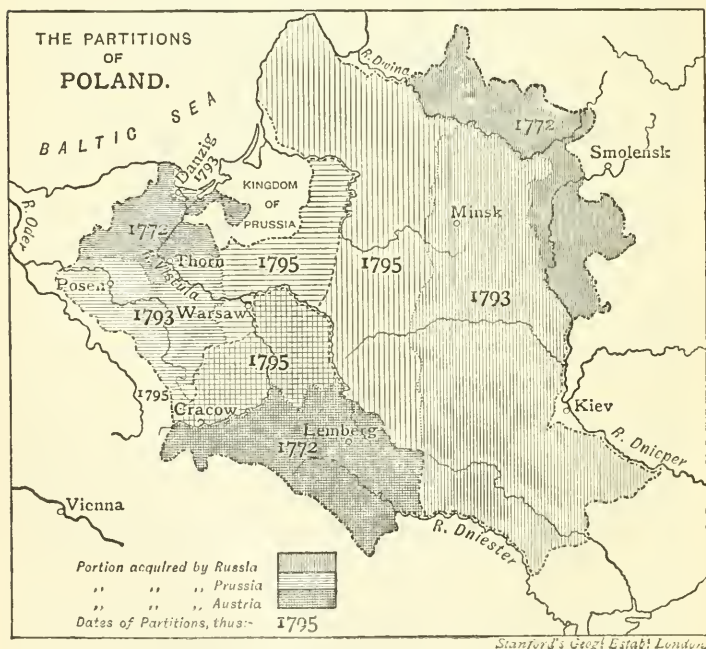 THE PARTITIONS
OF
POLAND.
BALTIC SEA
R. Dwina
1772
Smolensk
Danzig
1793
KINGDOM
OF
PRUSSIA
Minsk
R. Oder
1772
Thorn
R. Vistula
1795
1795
1793
Posen
1793
Warsaw
1795
1795
Cracow
Kiev
Lemberg
1772
R. Dnieper
Vienna
R. Dniester
Portion acquired by Russia
„ „ „ Prussia
„ „ „ Austria
Dates of Partitions, thus:- 1795
Stanford's Geogl. Estabt. London